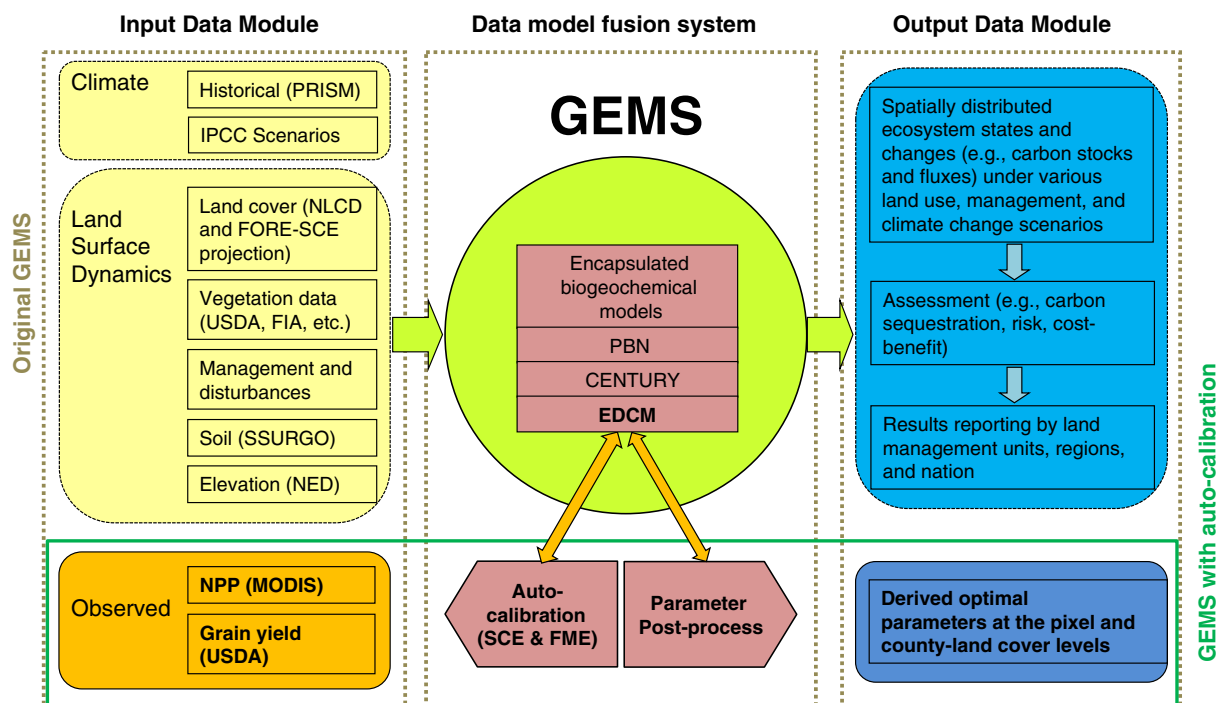 Input Data Module
Data model fusion system
Output Data Module
Original GEMS
Climate
Historical (PRISM)
IPCC Scenarios
Land
Surface
Dynamics
Land cover (NLCD
and FORE-SCE
projection)
Vegetation data
(USDA, FIA, etc.)
Management and
disturbances
Soil (SSURGO)
Elevation (NED)
Observed
NPP (MODIS)
Grain yield
(USDA)
GEMS
Encapsulated
biogeochemical
models
PBN
CENTURY
EDCM
Auto-
calibration
(SCE & FME)
Parameter
Post-process
Spatially distributed
ecosystem states and
changes (e.g., carbon stocks
and fluxes) under various
land use, management, and
climate change scenarios
Assessment (e.g., carbon
sequestration, risk, cost-
benefit)
Results reporting by land
management units, regions,
and nation
Derived optimal
parameters at the pixel and
county-land cover levels
GEMS with auto-calibration